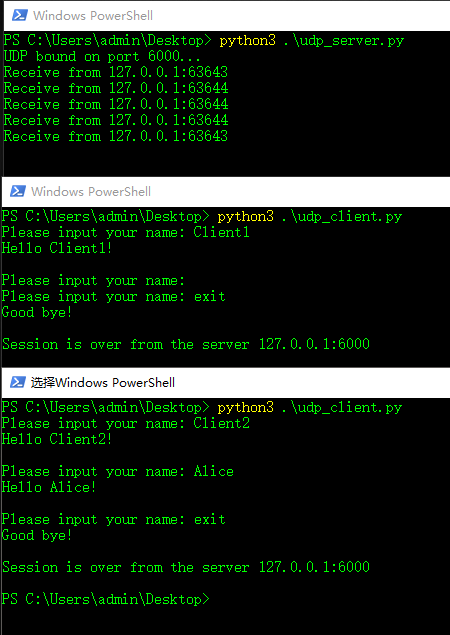 Windows PowerShell
PS C:\Users\admin\Desktop> python3 .\udp_server.py
UDP bound on port 6000...
Receive from 127.0.0.1:63643
Receive from 127.0.0.1:63644
Receive from 127.0.0.1:63644
Receive from 127.0.0.1:63644
Receive from 127.0.0.1:63643
Windows PowerShell
PS C:\Users\admin\Desktop> python3 .\udp_client.py
Please input your name: Client1
Hello Client1!
Please input your name:
Please input your name: exit
Good bye!
Session is over from the server 127.0.0.1:6000
选择Windows PowerShell
PS C:\Users\admin\Desktop> python3 .\udp_client.py
Please input your name: Client2
Hello Client2!
Please input your name: Alice
Hello Alice!
Please input your name: exit
Good bye!
Session is over from the server 127.0.0.1:6000
PS C:\Users\admin\Desktop>